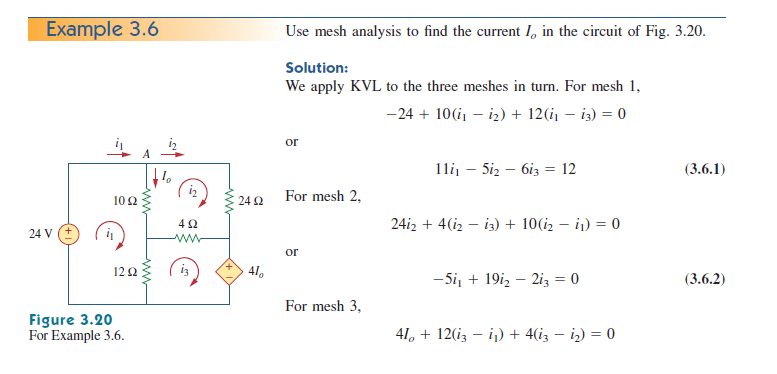 Example 3.6
Use mesh analysis to find the current Iₒ in the circuit of Fig. 3.20.
Solution:
We apply KVL to the three meshes in turn. For mesh 1,
−24 + 10(i₁ − i₂) + 12(i₁ − i₃) = 0
or
11i₁ − 5i₂ − 6i₃ = 12 (3.6.1)
For mesh 2,
24i₂ + 4(i₂ − i₃) + 10(i₂ − i₁) = 0
or
−5i₁ + 19i₂ − 2i₃ = 0 (3.6.2)
For mesh 3,
4Iₒ + 12(i₃ − i₁) + 4(i₃ − i₂) = 0
i₁ A i₂
Iₒ
10 Ω i₂ 24 Ω
4 Ω
24 V + − i₁
12 Ω i₃ + − 4Iₒ
Figure 3.20
For Example 3.6.